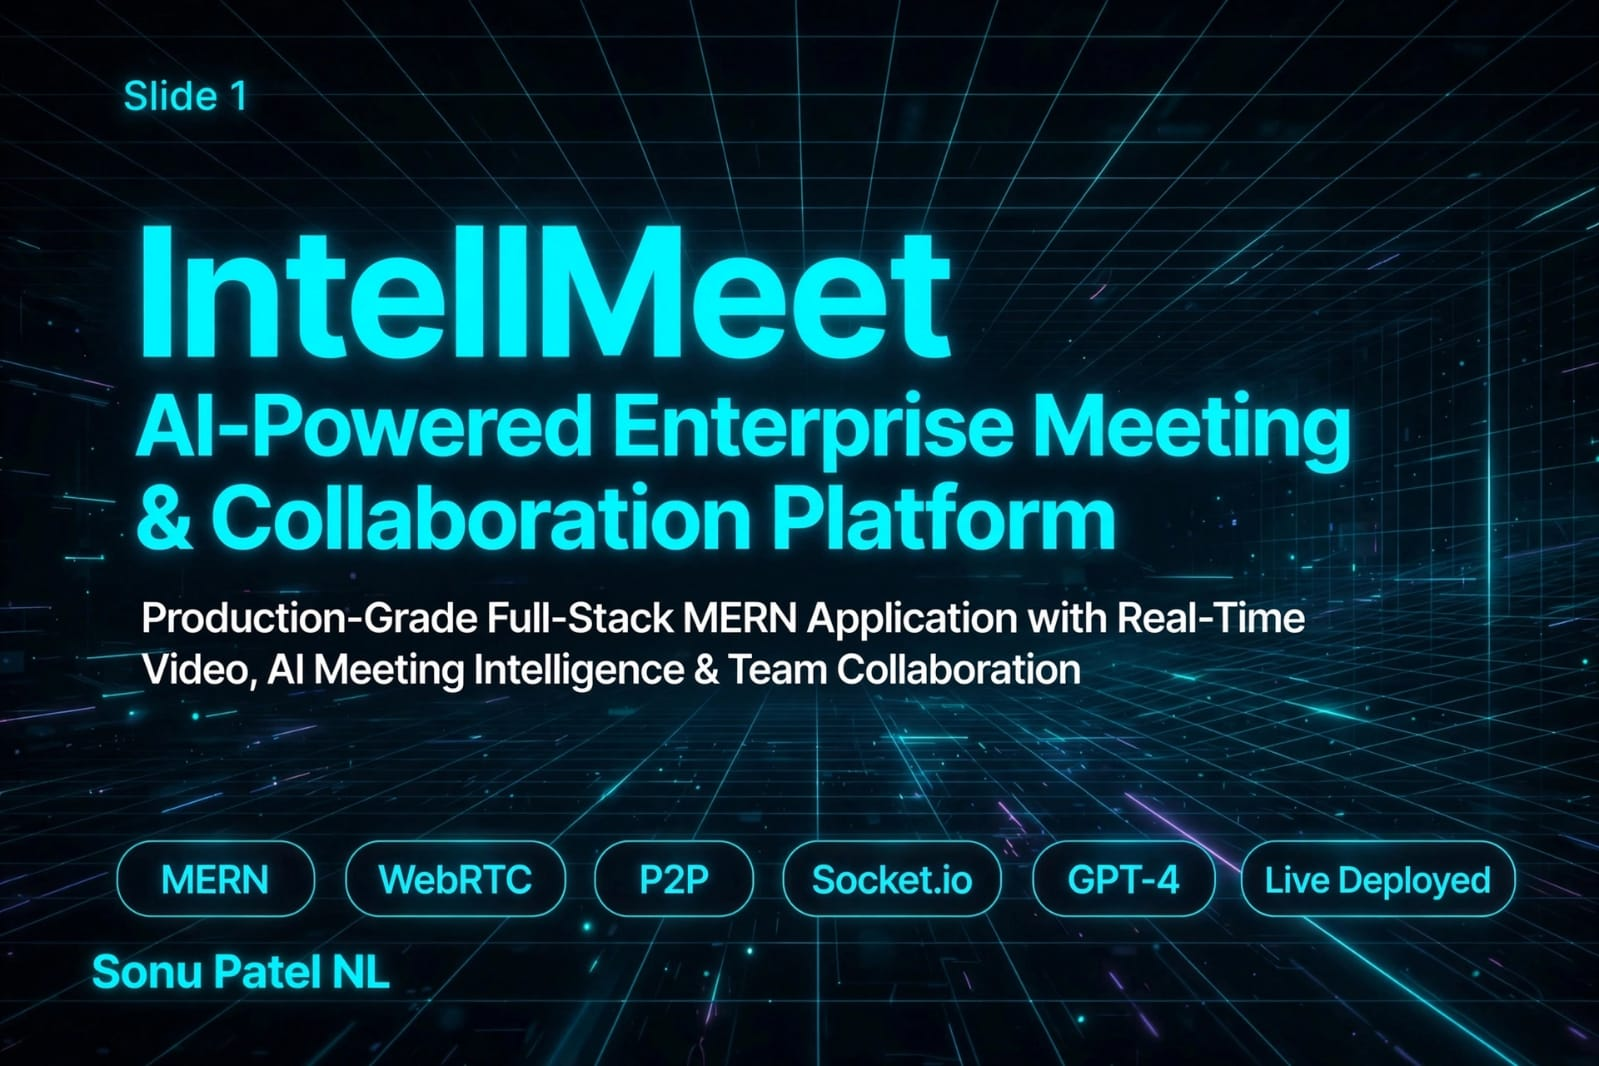 Slide 1
IntellMeet
AI-Powered Enterprise Meeting
& Collaboration Platform
Production-Grade Full-Stack MERN Application with Real-Time
Video, AI Meeting Intelligence & Team Collaboration
MERN
WebRTC
P2P
Socket.io
GPT-4
Live Deployed
Sonu Patel NL